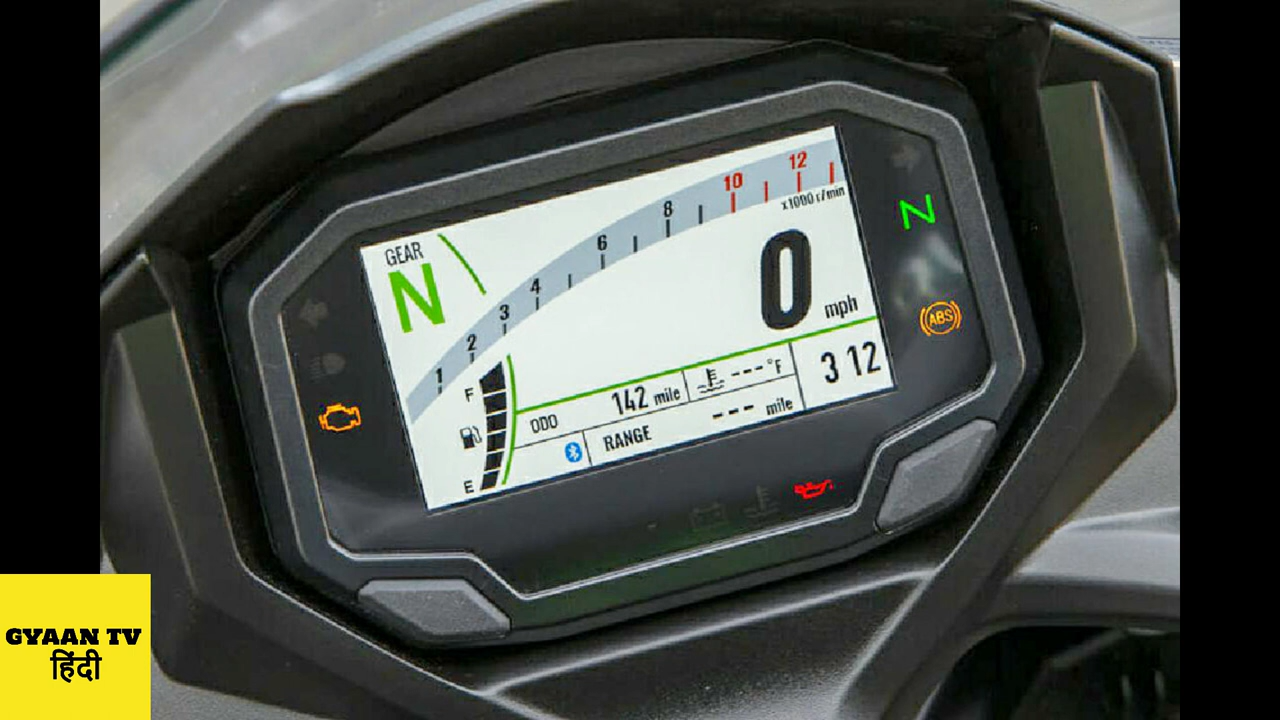 12
10
x1000 r/min
8
6
4
3
2
1
GEAR
N
0
mph
N
ABS
F
E
ODO 142 mile
--- °F
3 12
RANGE --- mile
GYAAN TV
हिंदी